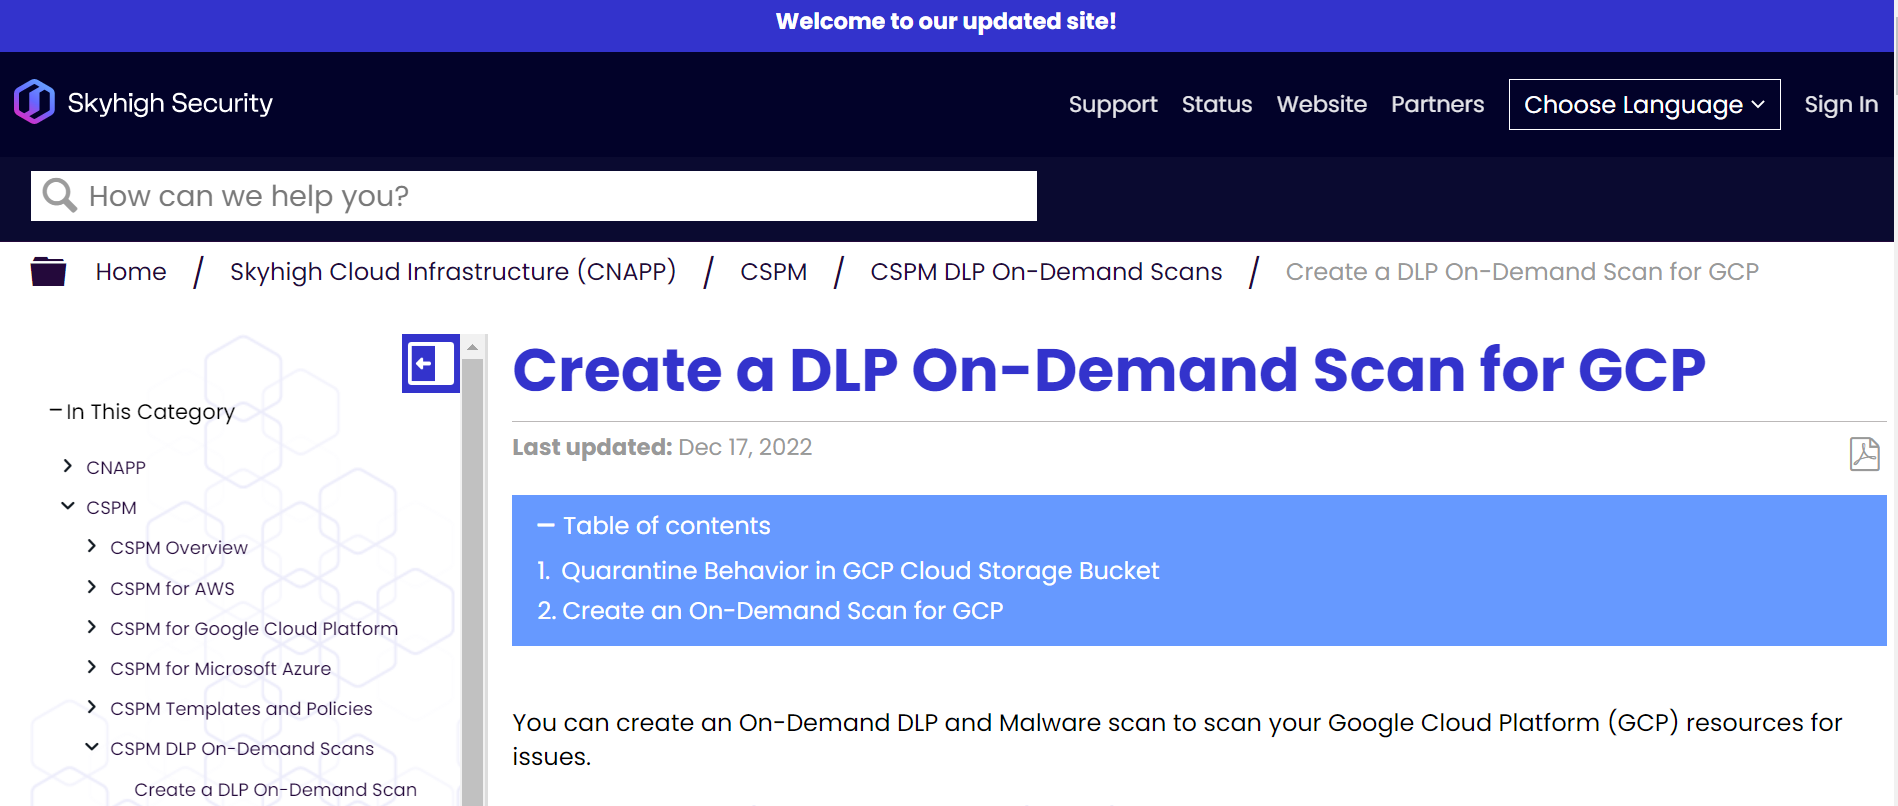 Welcome to our updated site!
Skyhigh Security
Support Status Website Partners Choose Language Sign In
How can we help you?
Home / Skyhigh Cloud Infrastructure (CNAPP) / CSPM / CSPM DLP On-Demand Scans / Create a DLP On-Demand Scan for GCP
In This Category
CNAPP
CSPM
CSPM Overview
CSPM for AWS
CSPM for Google Cloud Platform
CSPM for Microsoft Azure
CSPM Templates and Policies
CSPM DLP On-Demand Scans
Create a DLP On-Demand Scan
Create a DLP On-Demand Scan for GCP
Last updated: Dec 17, 2022
Table of contents
1. Quarantine Behavior in GCP Cloud Storage Bucket
2. Create an On-Demand Scan for GCP
You can create an On-Demand DLP and Malware scan to scan your Google Cloud Platform (GCP) resources for
issues.